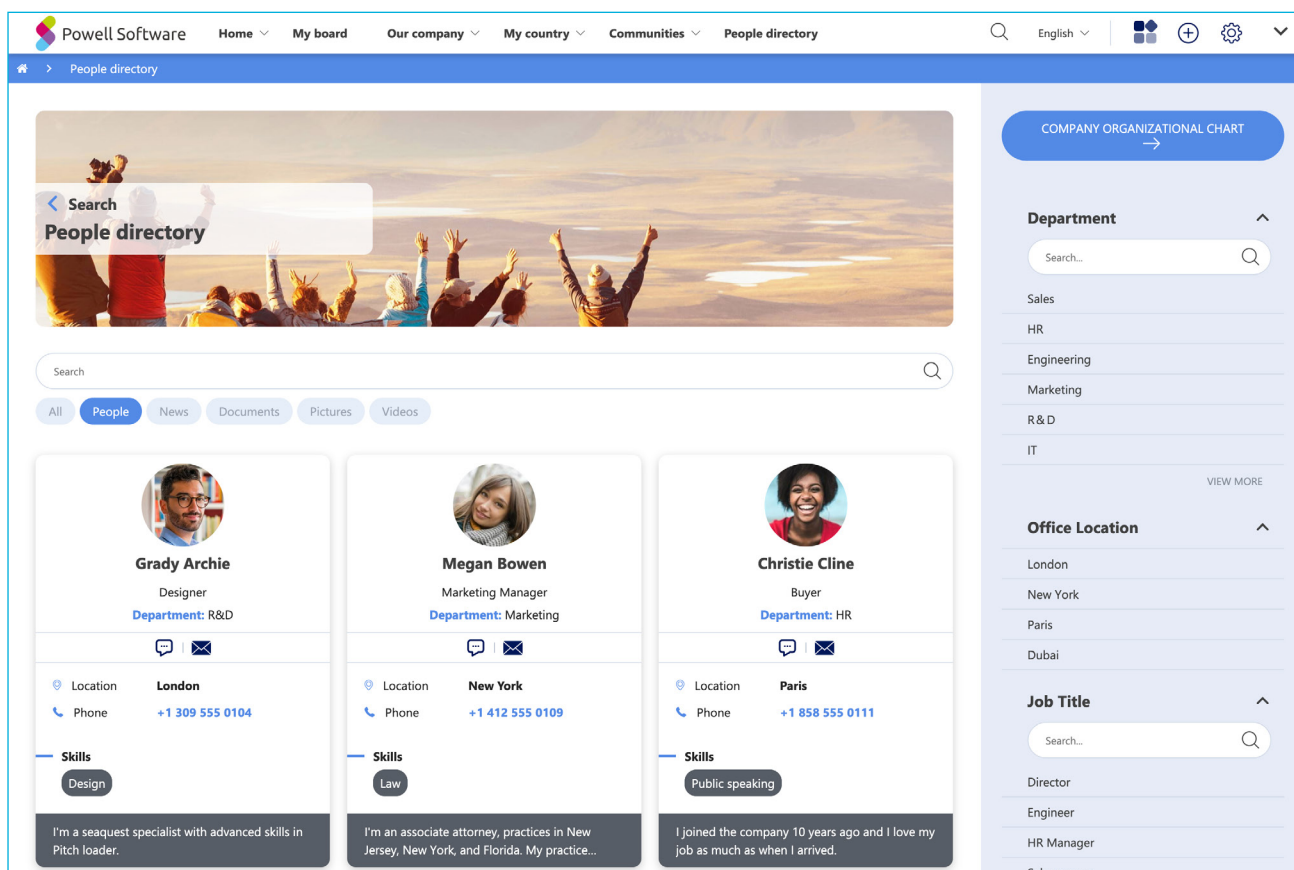 Powell Software
Home
My board
Our company
My country
Communities
People directory
English
People directory
Search
People directory
Search
All
People
News
Documents
Pictures
Videos
Grady Archie
Designer
Department: R&D
Location London
Phone +1 309 555 0104
Skills
Design
I'm a seaquest specialist with advanced skills in
Pitch loader.
Megan Bowen
Marketing Manager
Department: Marketing
Location New York
Phone +1 412 555 0109
Skills
Law
I'm an associate attorney, practices in New
Jersey, New York, and Florida. My practice...
Christie Cline
Buyer
Department: HR
Location Paris
Phone +1 858 555 0111
Skills
Public speaking
I joined the company 10 years ago and I love my
job as much as when I arrived.
COMPANY ORGANIZATIONAL CHART
Department
Search...
Sales
HR
Engineering
Marketing
R & D
IT
VIEW MORE
Office Location
London
New York
Paris
Dubai
Job Title
Search...
Director
Engineer
HR Manager